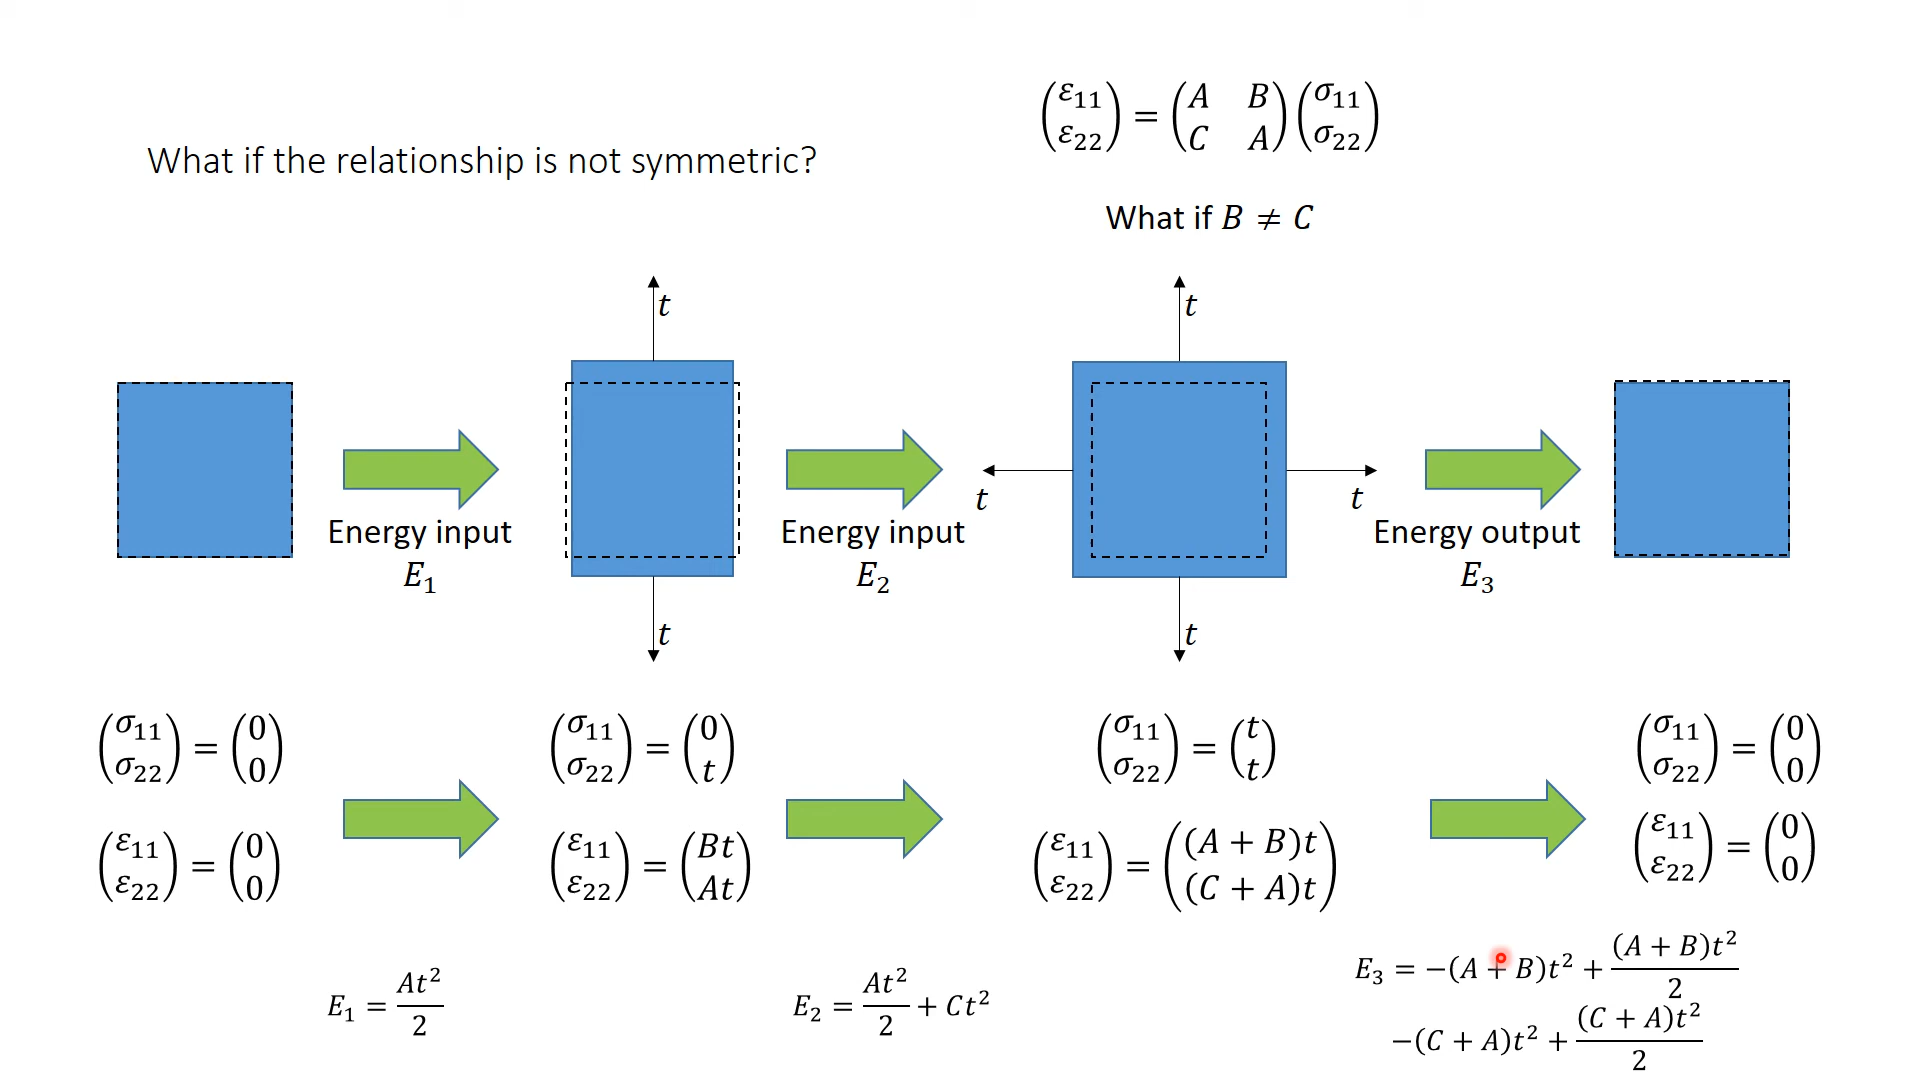 (ε₁₁ ε₂₂) = (A B C A) (σ₁₁ σ₂₂)
What if the relationship is not symmetric?
What if B ≠ C
t
t
t
t
Energy input
E₁
Energy input
E₂
Energy output
E₃
t
t
(σ₁₁ σ₂₂) = (0 0)
(σ₁₁ σ₂₂) = (0 t)
(σ₁₁ σ₂₂) = (t t)
(σ₁₁ σ₂₂) = (0 0)
(ε₁₁ ε₂₂) = (0 0)
(ε₁₁ ε₂₂) = (Bt At)
(ε₁₁ ε₂₂) = ((A + B)t (C + A)t)
(ε₁₁ ε₂₂) = (0 0)
E₁ = At²/2
E₂ = At²/2 + Ct²
E₃ = −(A + B)t² + (A + B)t²/2
−(C + A)t² + (C + A)t²/2